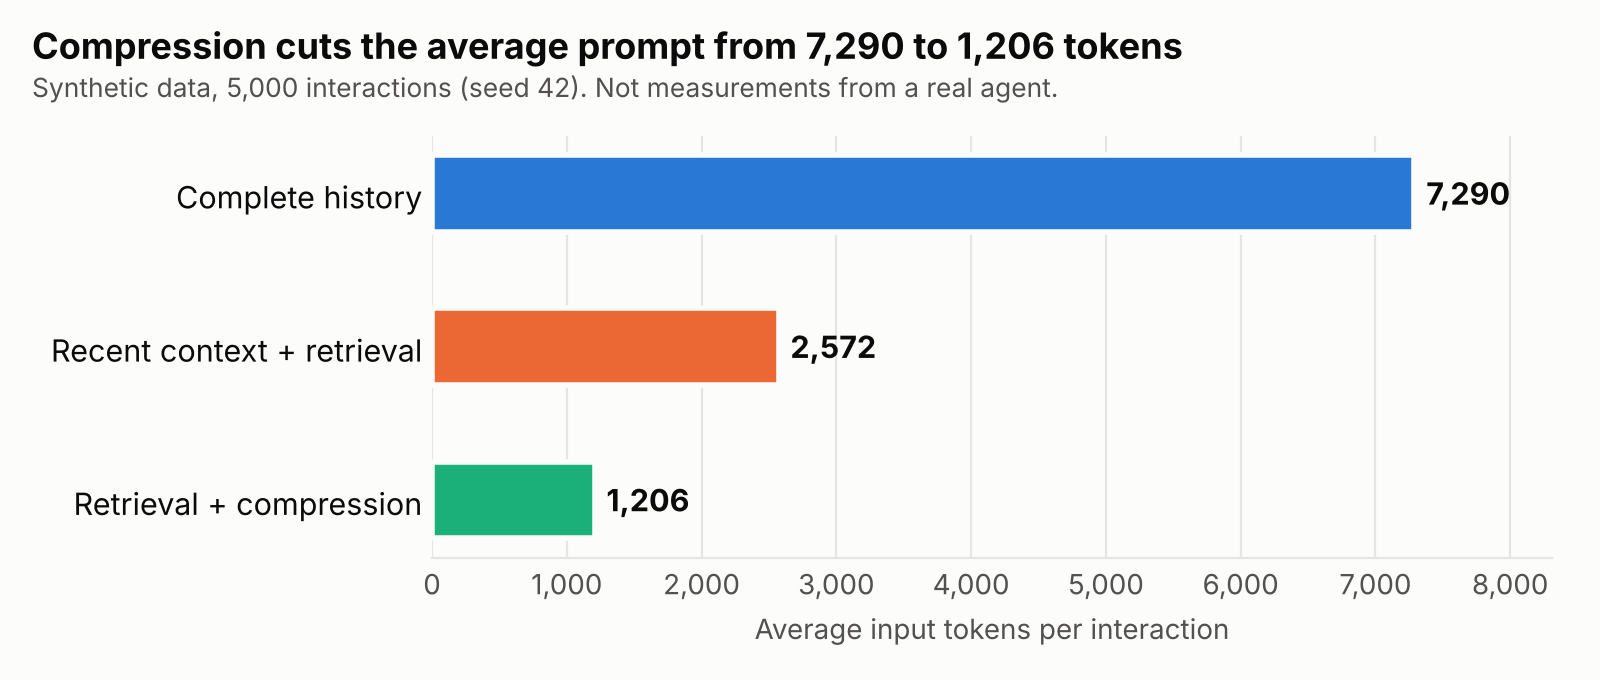 Compression cuts the average prompt from 7,290 to 1,206 tokens
Synthetic data, 5,000 interactions (seed 42). Not measurements from a real agent.
Complete history
7,290
Recent context + retrieval
2,572
Retrieval + compression
1,206
0 1,000 2,000 3,000 4,000 5,000 6,000 7,000 8,000
Average input tokens per interaction